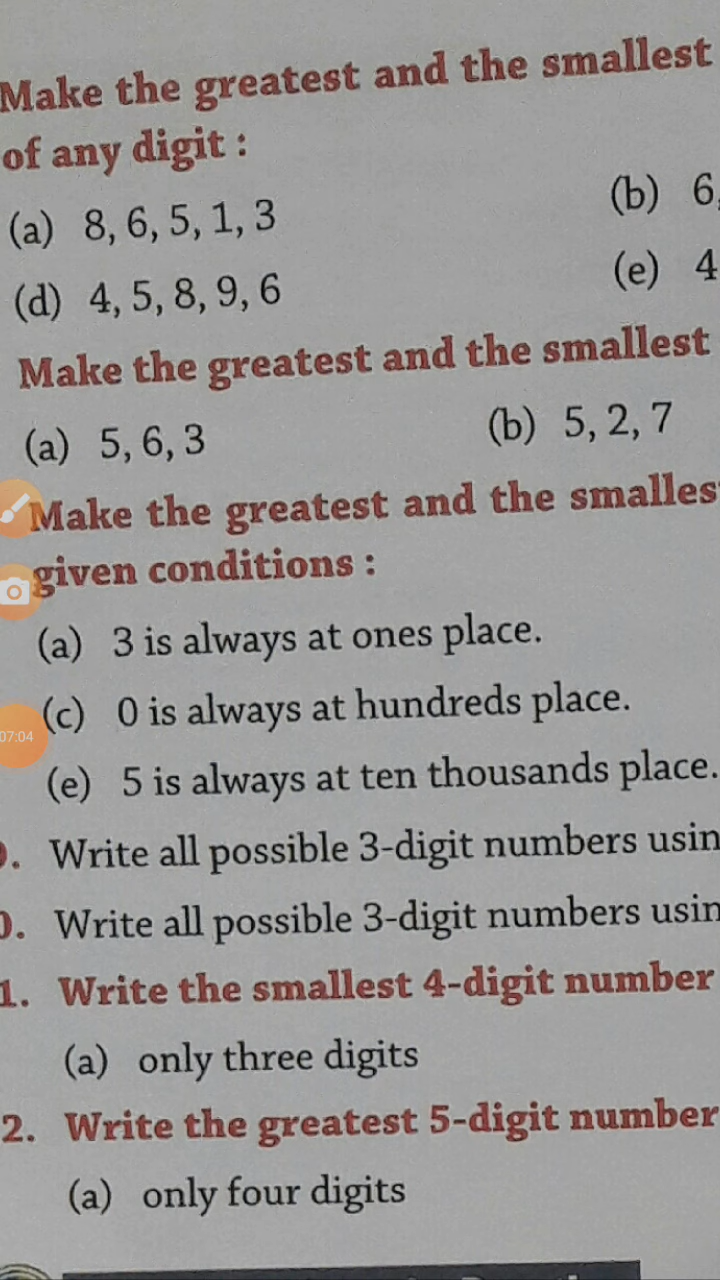 Make the greatest and the smallest
of any digit :
(a) 8, 6, 5, 1, 3 (b) 6,
(d) 4, 5, 8, 9, 6 (e) 4
Make the greatest and the smallest
(a) 5, 6, 3 (b) 5, 2, 7
Make the greatest and the smallest
given conditions :
(a) 3 is always at ones place.
(c) 0 is always at hundreds place.
07:04
(e) 5 is always at ten thousands place.
. Write all possible 3-digit numbers usin
0. Write all possible 3-digit numbers usin
1. Write the smallest 4-digit number
(a) only three digits
2. Write the greatest 5-digit number
(a) only four digits